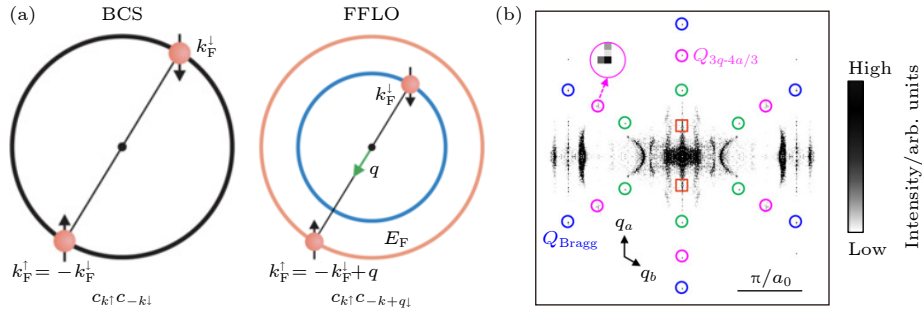 (a)
BCS
k_F^↓
k_F^↑ = −k_F^↓
c_{k↑}c_{−k↓}
FFLO
k_F^↓
q
E_F
k_F^↑ = −k_F^↓+q
c_{k↑}c_{−k+q↓}
(b)
Q_{3q-4a/3}
Q_Bragg
q_a
q_b
π/a_0
High
Low
Intensity/arb. units